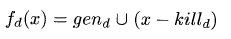 f_d(x) = gen_d ∪ (x − kill_d)